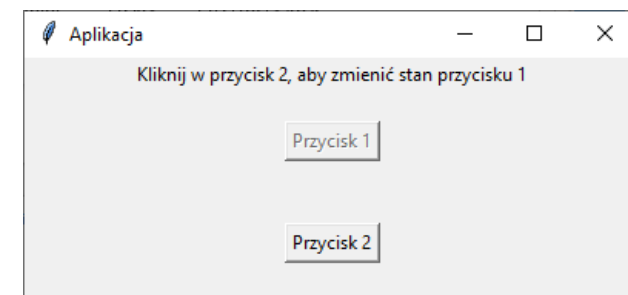 Aplikacja
Kliknij w przycisk 2, aby zmienić stan przycisku 1
Przycisk 1
Przycisk 2